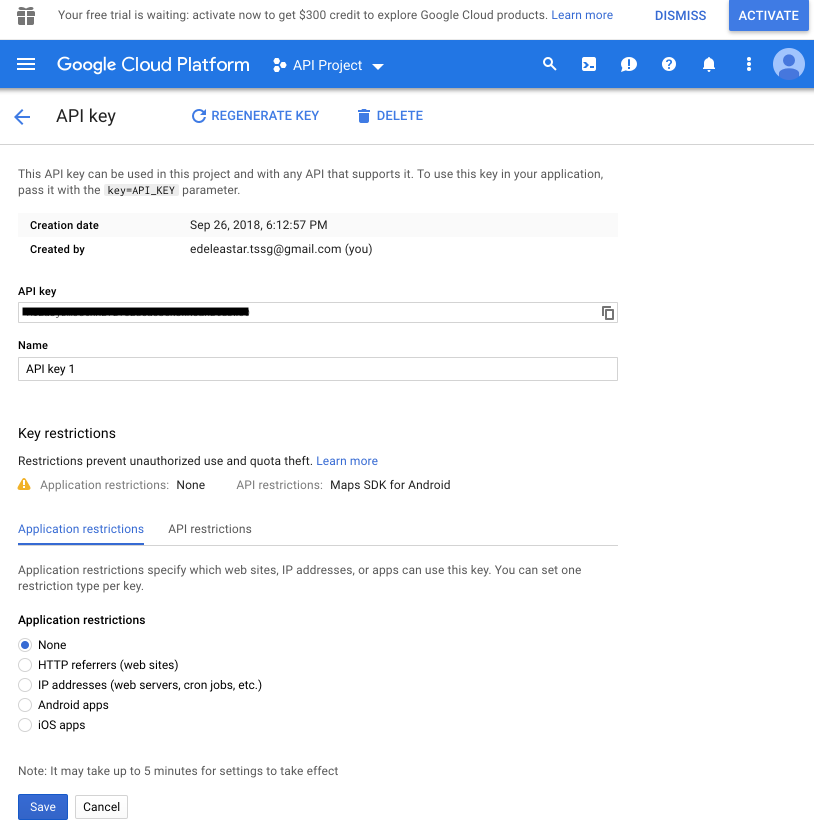 Your free trial is waiting: activate now to get $300 credit to explore Google Cloud products. Learn more DISMISS ACTIVATE
Google Cloud Platform API Project
API key REGENERATE KEY DELETE
This API key can be used in this project and with any API that supports it. To use this key in your application,
pass it with the key=API_KEY parameter.
Creation date Sep 26, 2018, 6:12:57 PM
Created by edeleastar.tssg@gmail.com (you)
API key
Name
API key 1
Key restrictions
Restrictions prevent unauthorized use and quota theft. Learn more
Application restrictions: None API restrictions: Maps SDK for Android
Application restrictions API restrictions
Application restrictions specify which web sites, IP addresses, or apps can use this key. You can set one
restriction type per key.
Application restrictions
None
HTTP referrers (web sites)
IP addresses (web servers, cron jobs, etc.)
Android apps
iOS apps
Note: It may take up to 5 minutes for settings to take effect
Save Cancel